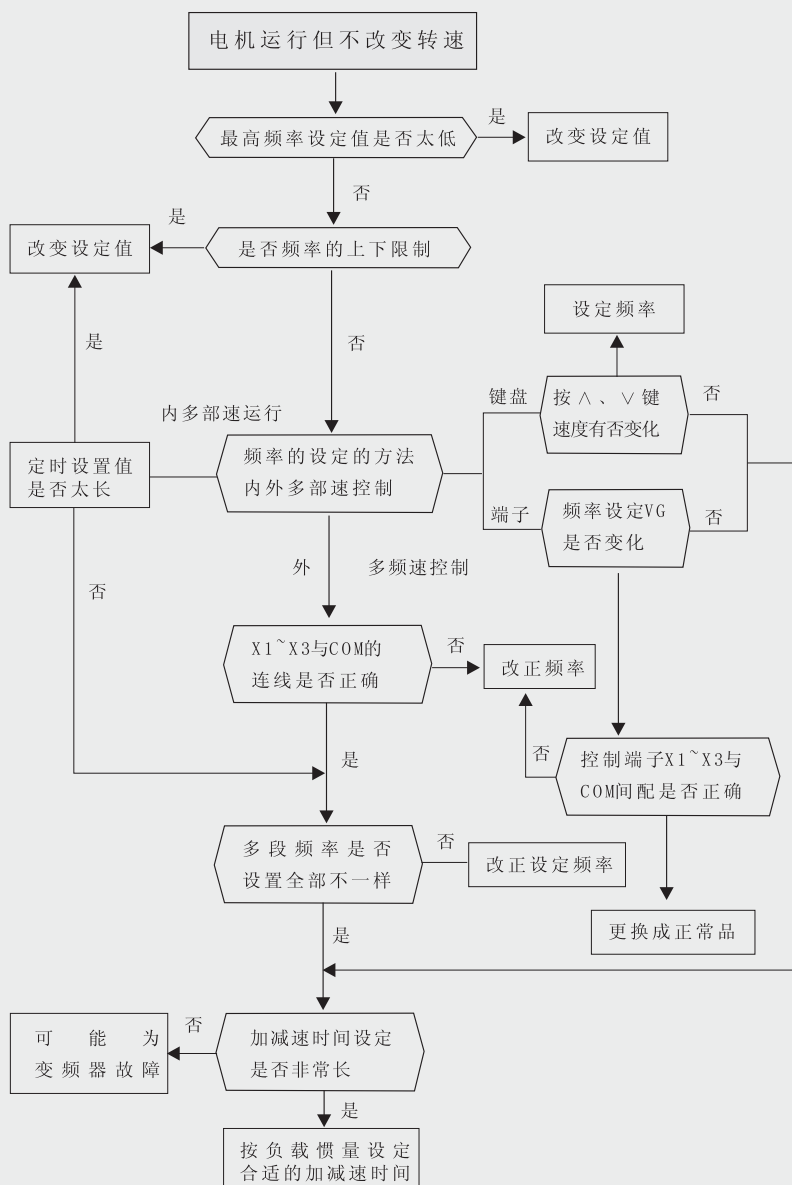 电机运行但不改变转速
最高频率设定值是否太低
是
改变设定值
否
是
改变设定值
是否频率的上下限制
设定频率
是
否
键盘
按∧、∨键
速度有否变化
否
内多部速运行
定时设置值
是否太长
频率的设定的方法
内外多部速控制
端子
频率设定VG
是否变化
否
外
多频速控制
否
X1~X3与COM的
连线是否正确
否
改正频率
是
否
控制端子X1~X3与
COM间配是否正确
多段频率是否
设置全部不一样
否
改正设定频率
更换成正常品
是
可能为
变频器故障
否
加减速时间设定
是否非常长
是
按负载惯量设定
合适的加减速时间